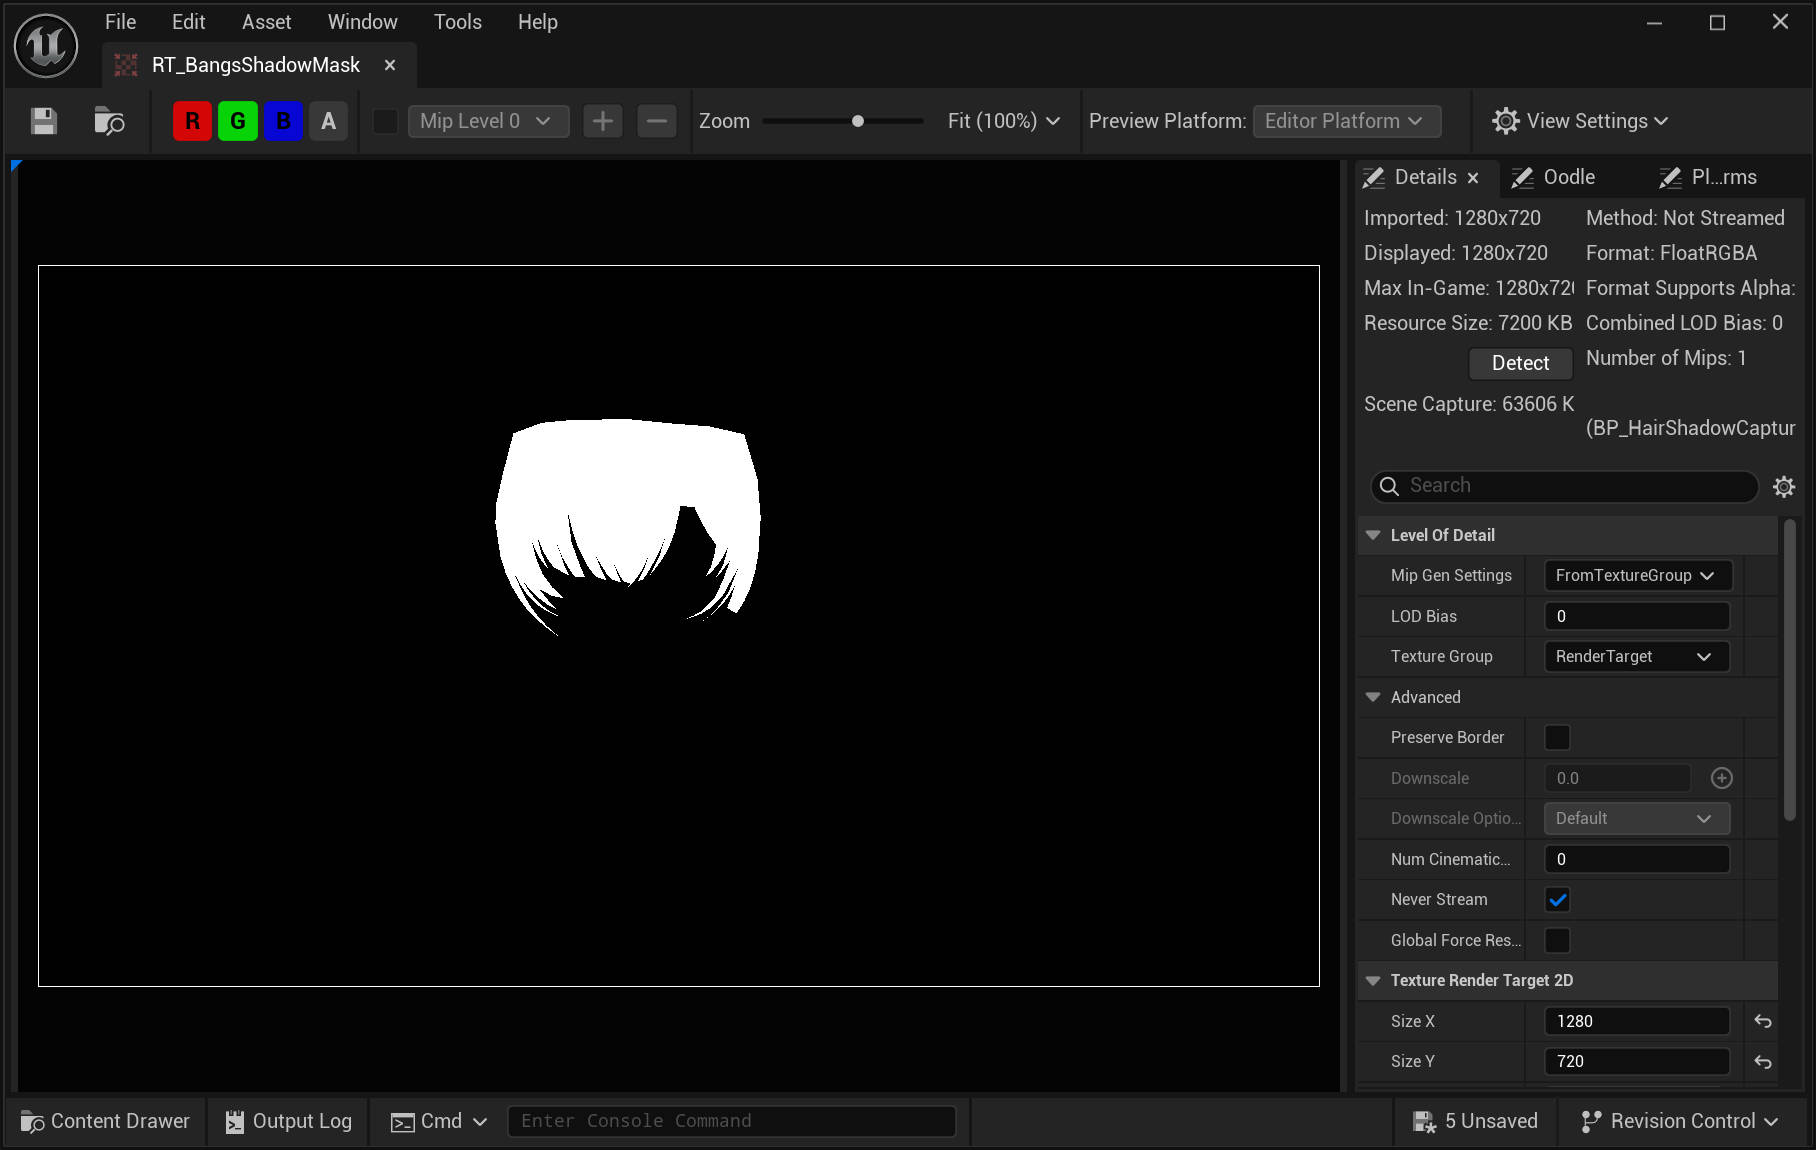 File Edit Asset Window Tools Help
RT_BangsShadowMask
R G B A Mip Level 0 Zoom Fit (100%) Preview Platform: Editor Platform View Settings
Details Oodle Pl...rms
Imported: 1280x720 Method: Not Streamed
Displayed: 1280x720 Format: FloatRGBA
Max In-Game: 1280x720 Format Supports Alpha:
Resource Size: 7200 KB Combined LOD Bias: 0
Detect Number of Mips: 1
Scene Capture: 63606 K
(BP_HairShadowCaptur
Search
Level Of Detail
Mip Gen Settings FromTextureGroup
LOD Bias 0
Texture Group RenderTarget
Advanced
Preserve Border
Downscale 0.0
Downscale Optio... Default
Num Cinematic... 0
Never Stream
Global Force Res...
Texture Render Target 2D
Size X 1280
Size Y 720
Content Drawer Output Log Cmd Enter Console Command 5 Unsaved Revision Control